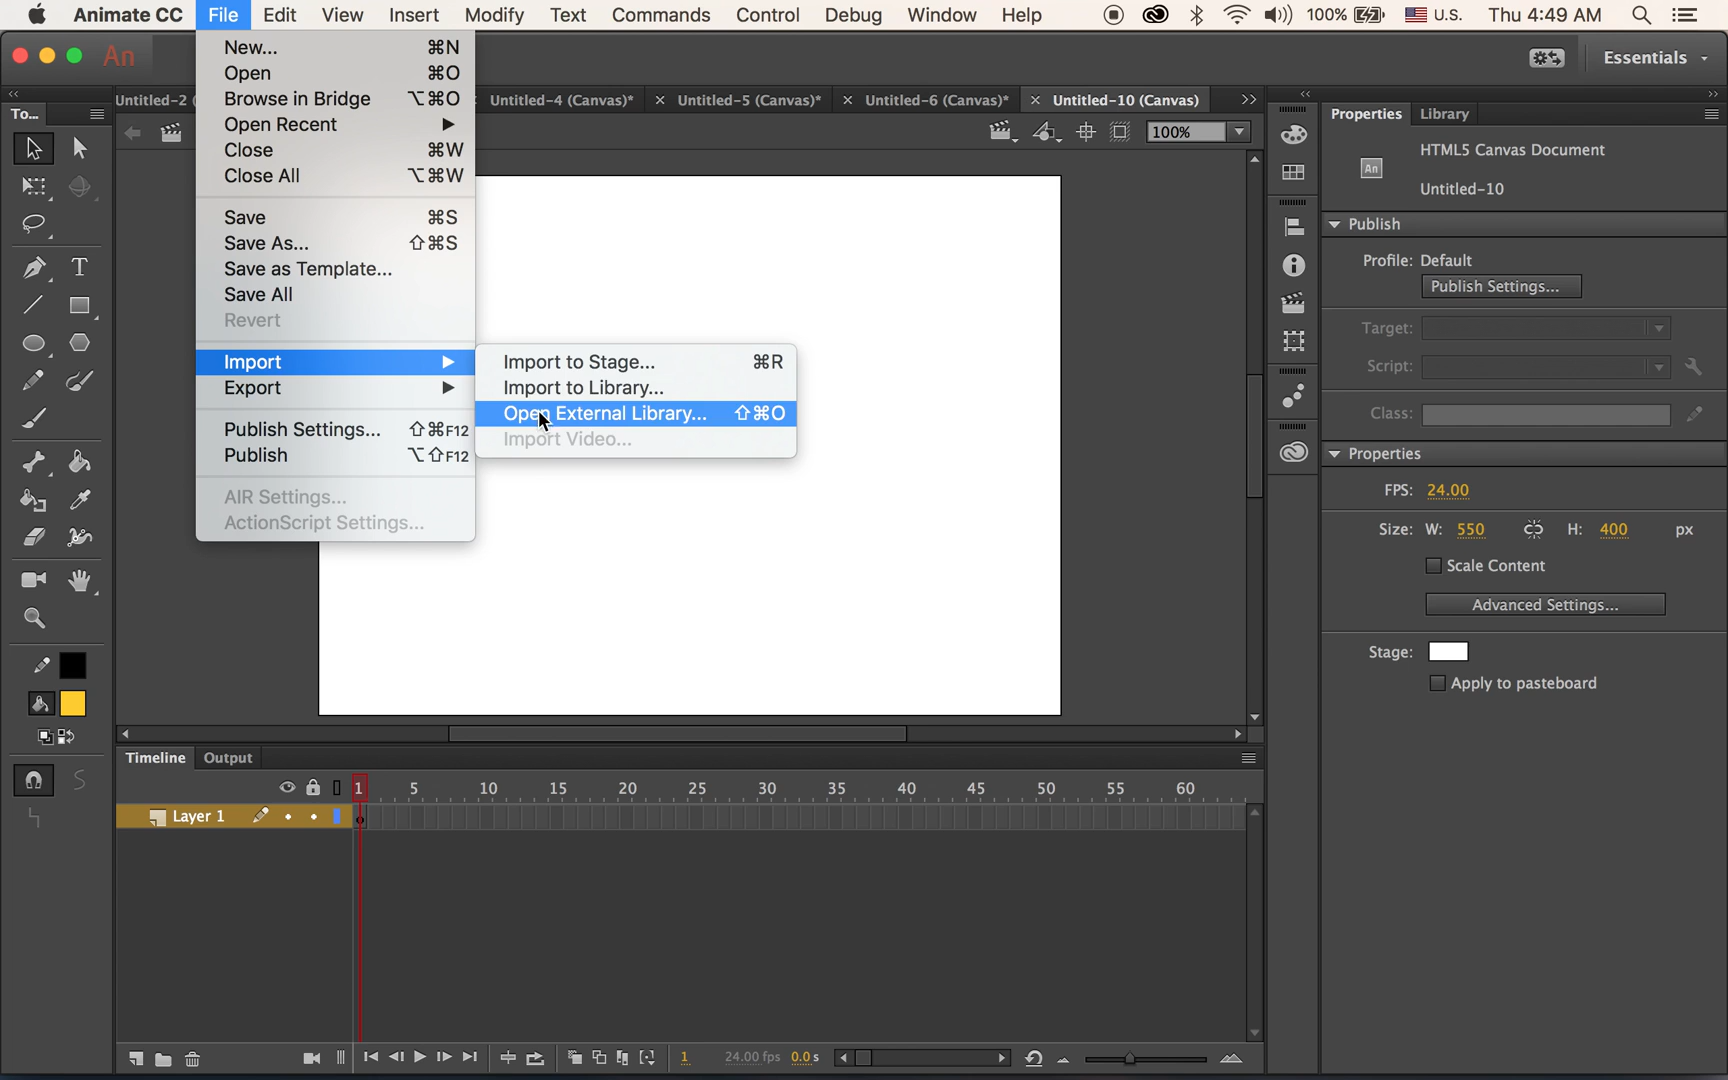 Animate CC File Edit View Insert Modify Text Commands Control Debug Window Help 100% U.S. Thu 4:49 AM
An Essentials
To...
Untitled-2 (
Untitled-4 (Canvas)* × Untitled-5 (Canvas)* × Untitled-6 (Canvas)* × Untitled-10 (Canvas)
100%
New... ⌘N
Open ⌘O
Browse in Bridge ⌥⌘O
Open Recent
Close ⌘W
Close All ⌥⌘W
Save ⌘S
Save As... ⇧⌘S
Save as Template...
Save All
Revert
Import
Export
Publish Settings... ⇧⌘F12
Publish ⌥⇧F12
AIR Settings...
ActionScript Settings...
Import to Stage... ⌘R
Import to Library...
Open External Library... ⇧⌘O
Import Video...
Properties Library
An
HTML5 Canvas Document
Untitled-10
Publish
Profile: Default
Publish Settings...
Target:
Script:
Class:
Properties
FPS: 24.00
Size: W: 550 H: 400 px
Scale Content
Advanced Settings...
Stage:
Apply to pasteboard
Timeline Output
1 5 10 15 20 25 30 35 40 45 50 55 60
Layer 1
1 24.00 fps 0.0 s